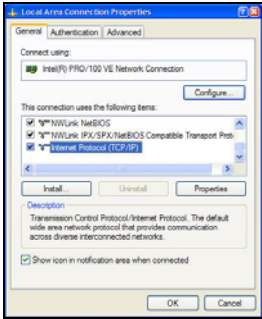 Local Area Connection Properties
General Authentication Advanced
Connect using:
Intel(R) PRO/100 VE Network Connection
Configure...
This connection uses the following items:
NWLink NetBIOS
NWLink IPX/SPX/NetBIOS Compatible Transport Prot
Internet Protocol (TCP/IP)
Install... Uninstall Properties
Description
Transmission Control Protocol/Internet Protocol. The default
wide area network protocol that provides communication
across diverse interconnected networks.
Show icon in notification area when connected
OK Cancel